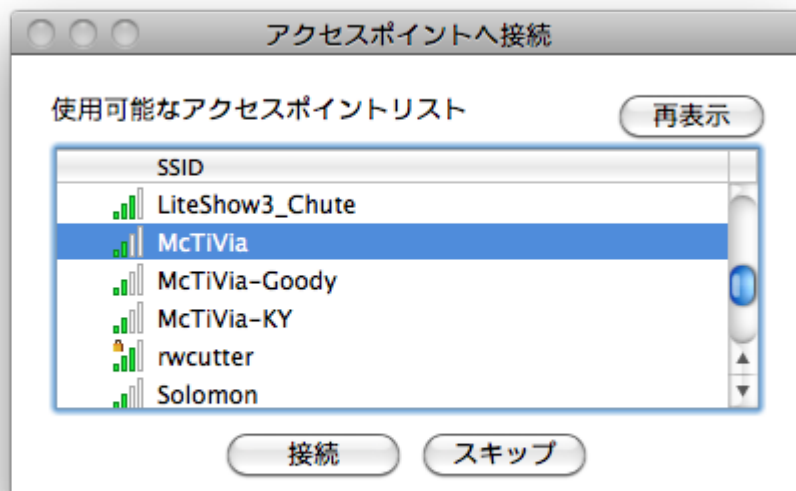 アクセスポイントへ接続
使用可能なアクセスポイントリスト
再表示
SSID
LiteShow3_Chute
McTiVia
McTiVia-Goody
McTiVia-KY
rwcutter
Solomon
接続 スキップ